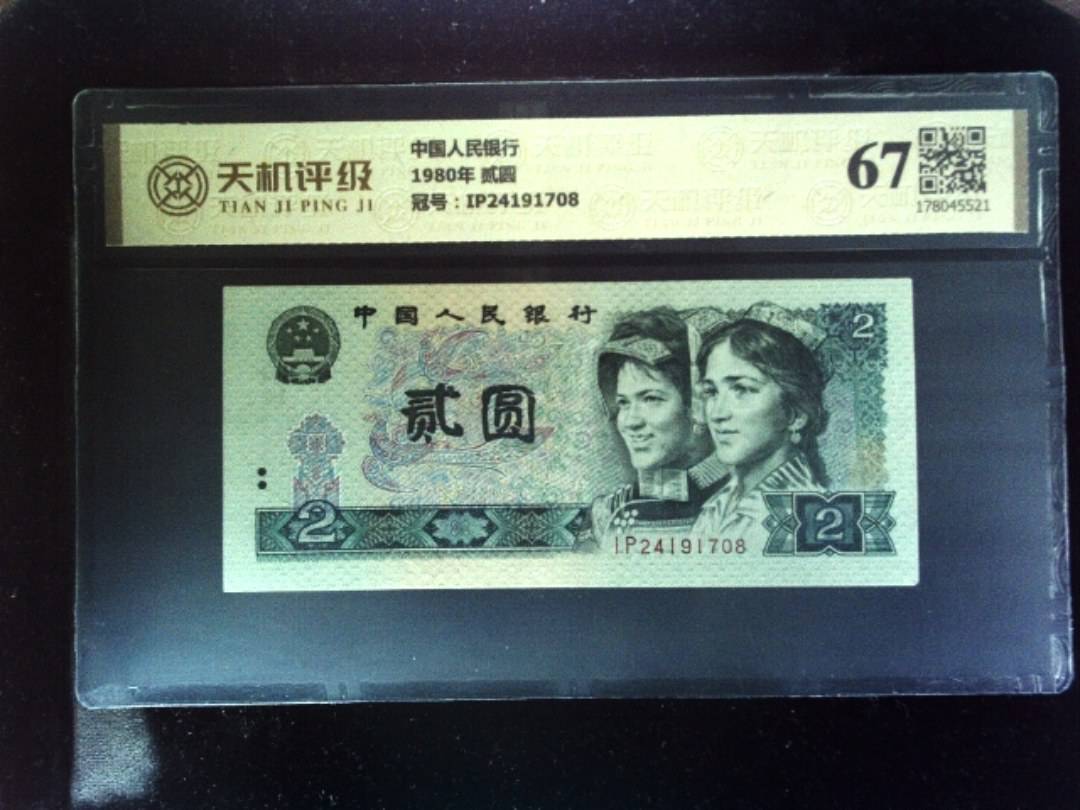 天机评级
TIAN JI PING JI
中国人民银行
1980年 贰圆
冠号：IP24191708
67
178045521
中国人民银行
2
贰圆
2
IP24191708
2